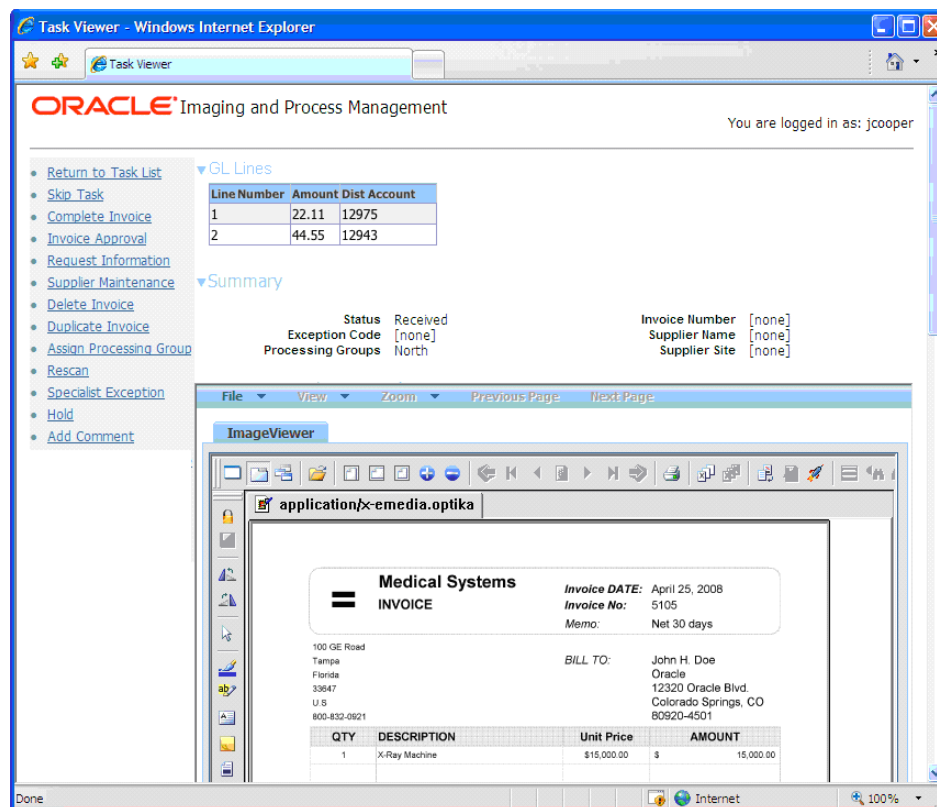 Task Viewer - Windows Internet Explorer
Task Viewer
ORACLE Imaging and Process Management
You are logged in as: jcooper
Return to Task List
Skip Task
Complete Invoice
Invoice Approval
Request Information
Supplier Maintenance
Delete Invoice
Duplicate Invoice
Assign Processing Group
Rescan
Specialist Exception
Hold
Add Comment
GL Lines
Line Number Amount Dist Account
1 22.11 12975
2 44.55 12943
Summary
Status Received Invoice Number [none]
Exception Code [none] Supplier Name [none]
Processing Groups North Supplier Site [none]
File View Zoom Previous Page Next Page
ImageViewer
application/x-emedia.optika
Medical Systems
INVOICE
Invoice DATE: April 25, 2008
Invoice No: 5105
Memo: Net 30 days
100 GE Road
Tampa
Florida
33647
U.S
800-832-0921
BILL TO: John H. Doe
Oracle
12320 Oracle Blvd.
Colorado Springs, CO
80920-4501
QTY DESCRIPTION Unit Price AMOUNT
1 X-Ray Machine $15,000.00 $ 15,000.00
Done Internet 100%